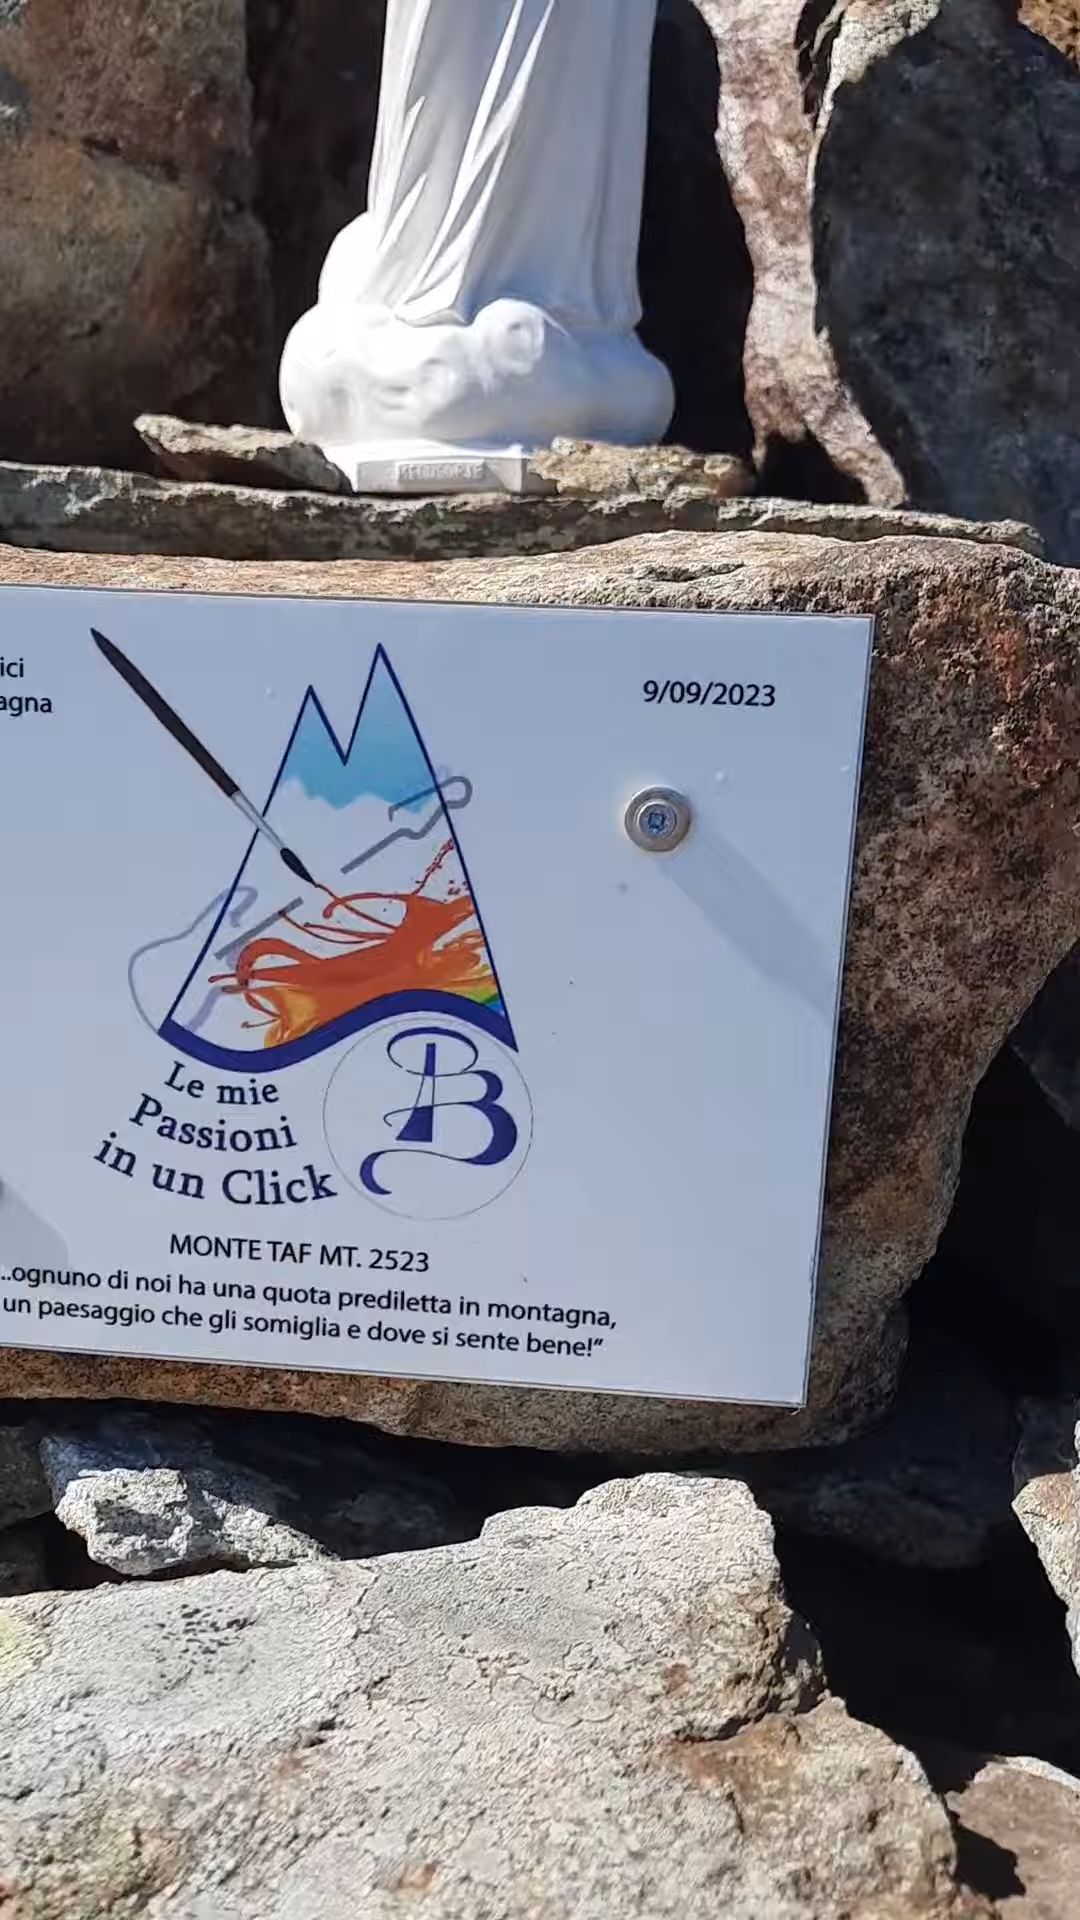 ici
agna
9/09/2023
Le mie
Passioni
in un Click
B
MONTE TAF MT. 2523
..ognuno di noi ha una quota prediletta in montagna,
un paesaggio che gli somiglia e dove si sente bene!”